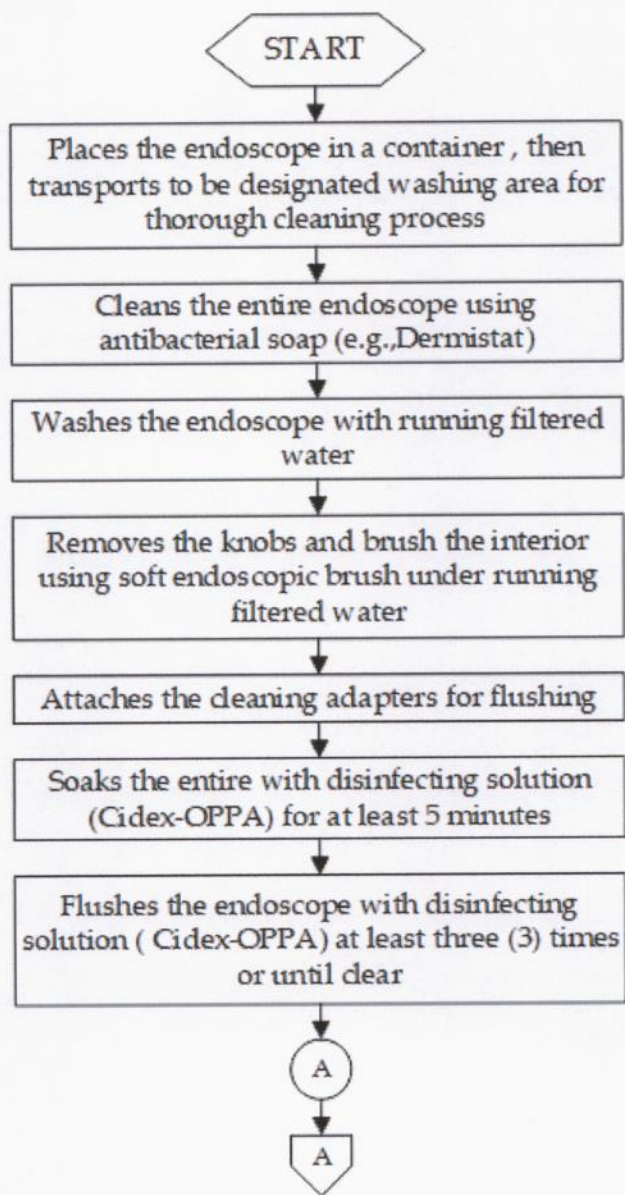 START
Places the endoscope in a container , then
transports to be designated washing area for
thorough cleaning process
Cleans the entire endoscope using
antibacterial soap (e.g.,Dermistat)
Washes the endoscope with running filtered
water
Removes the knobs and brush the interior
using soft endoscopic brush under running
filtered water
Attaches the cleaning adapters for flushing
Soaks the entire with disinfecting solution
(Cidex-OPPA) for at least 5 minutes
Flushes the endoscope with disinfecting
solution ( Cidex-OPPA) at least three (3) times
or until clear
A
A